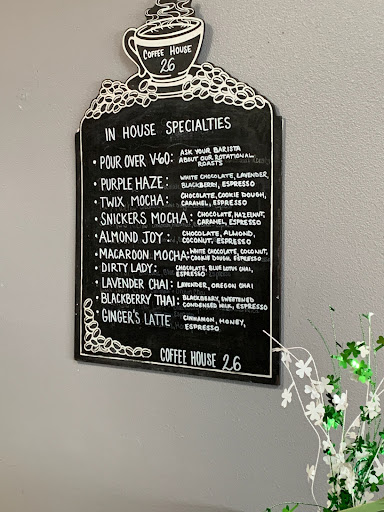 COFFEE HOUSE
26
IN HOUSE SPECIALTIES
• POUR OVER V60: ASK YOUR BARISTA
ABOUT OUR ROTATIONAL
ROASTS
• PURPLE HAZE: WHITE CHOCOLATE, LAVENDER,
BLACKBERRY, ESPRESSO
• TWIX MOCHA: CHOCOLATE, COOKIE DOUGH,
CARAMEL, ESPRESSO
• SNICKERS MOCHA: CHOCOLATE, HAZELNUT,
CARAMEL, ESPRESSO
• ALMOND JOY: CHOCOLATE, ALMOND,
COCONUT, ESPRESSO
• MACAROON MOCHA: WHITE CHOCOLATE, COCONUT,
COOKIE DOUGH, ESPRESSO
• DIRTY LADY: CHOCOLATE, BLUE LOTUS CHAI,
ESPRESSO
• LAVENDER CHAI: LAVENDER, OREGON CHAI
• BLACKBERRY THAI: BLACKBERRY, SWEETENED
CONDENSED MILK, ESPRESSO
• GINGER'S LATTE CINNAMON, HONEY,
ESPRESSO
COFFEE HOUSE 26